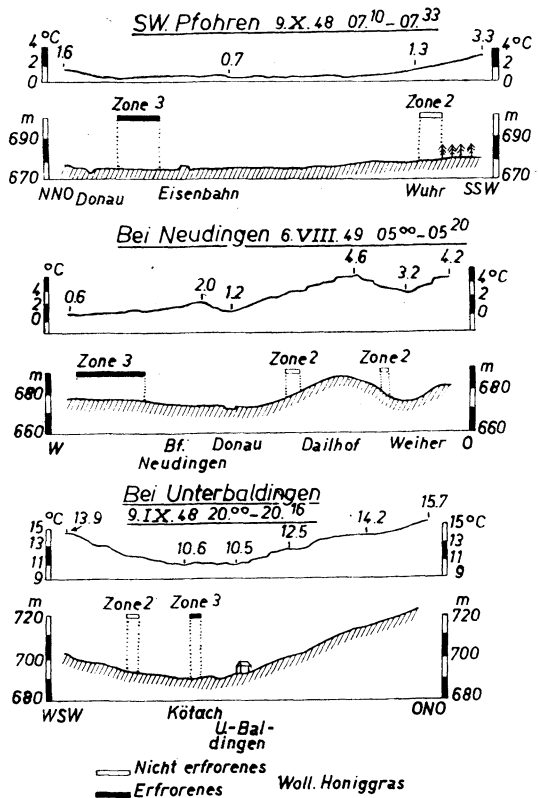 SW. Pfohren 9.X.48 07.10-07.33
4 °C 1.6 0.7 1.3 3.3 4 °C
2 2
0 0
m Zone 3 Zone 2 m
690 690
670 670
NNO Donau Eisenbahn Wuhr SSW
Bei Neudingen 6.VIII.49 05ºº-05 20
°C 0.6 2.0 1.2 4.6 3.2 4.2 °C
4 4
2 2
0 0
m Zone 3 Zone 2 Zone 2 m
680 680
660 660
W Bf. Donau Dailhof Weiher O
Neudingen
Bei Unterbaldingen
9.IX.48 20.ºº-20.16
°C 13.9 10.6 10.5 12.5 14.2 15.7 °C
15 15
13 13
11 11
9 9
m Zone 2 Zone 3 m
720 720
700 700
680 680
WSW Kötach ONO
U-Bal-
dingen
Nicht erfrorenes
Erfrorenes Woll. Honiggras